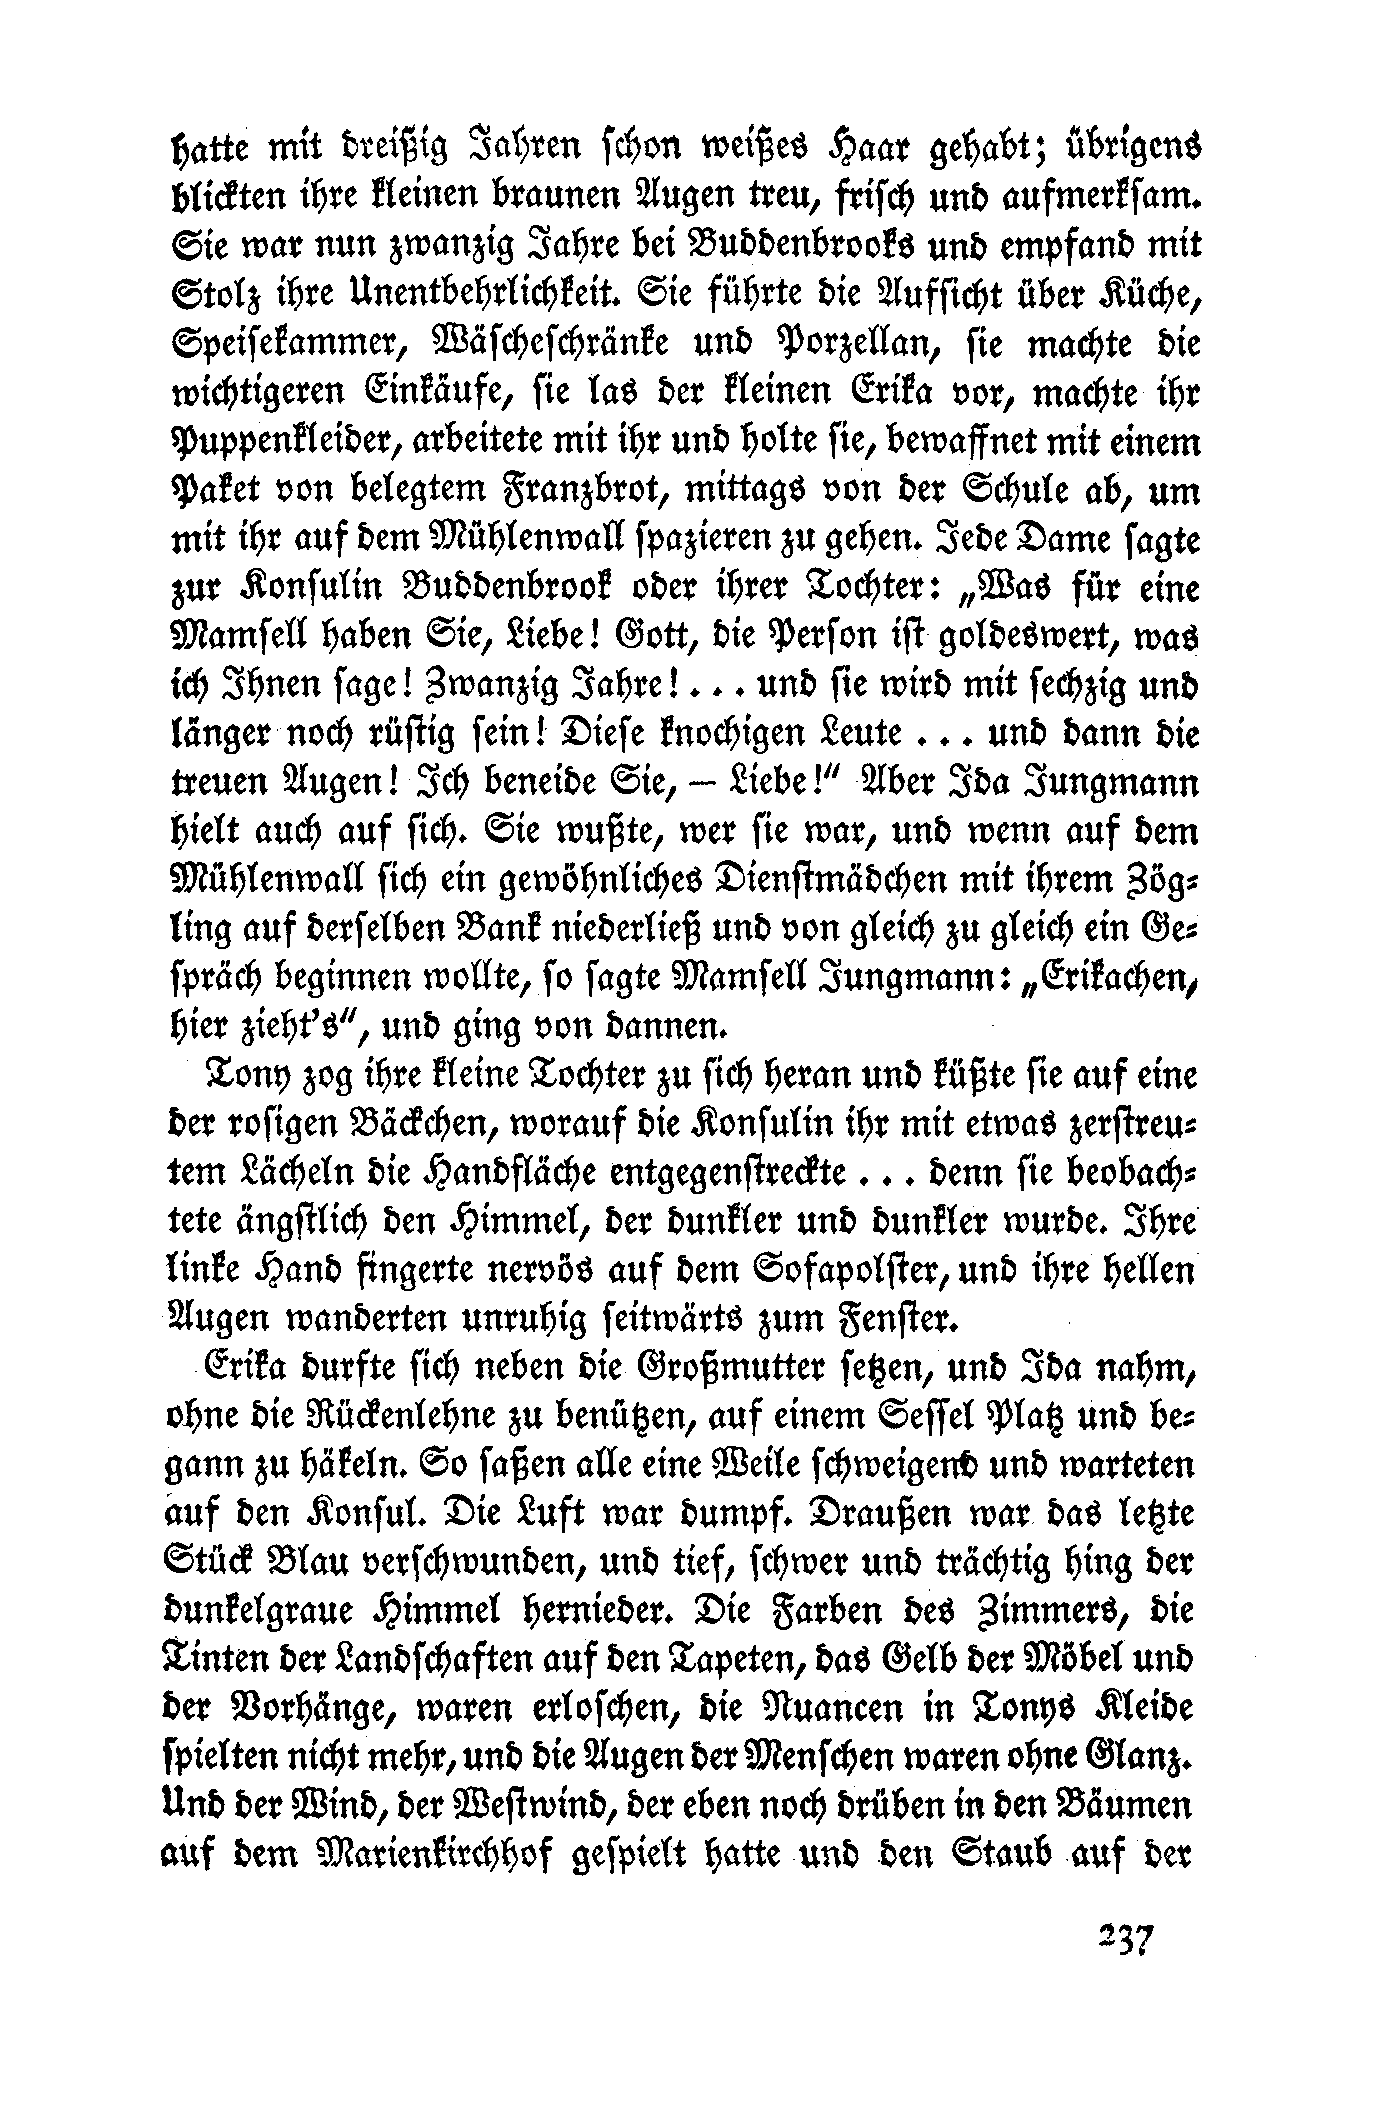 hatte mit dreißig Jahren schon weißes Haar gehabt; übrigens
blickten ihre kleinen braunen Augen treu, frisch und aufmerksam.
Sie war nun zwanzig Jahre bei Buddenbrooks und empfand mit
Stolz ihre Unentbehrlichkeit. Sie führte die Aufsicht über Küche,
Speisekammer, Wäscheschränke und Porzellan, sie machte die
wichtigeren Einkäufe, sie las der kleinen Erika vor, machte ihr
Puppenkleider, arbeitete mit ihr und holte sie, bewaffnet mit einem
Paket von belegtem Franzbrot, mittags von der Schule ab, um
mit ihr auf dem Mühlenwall spazieren zu gehen. Jede Dame sagte
zur Konsulin Buddenbrook oder ihrer Tochter: „Was für eine
Mamsell haben Sie, Liebe! Gott, die Person ist goldeswert, was
ich Ihnen sage! Zwanzig Jahre! . . . und sie wird mit sechzig und
länger noch rüstig sein! Diese knochigen Leute . . . und dann die
treuen Augen! Ich beneide Sie, — Liebe!“ Aber Ida Jungmann
hielt auch auf sich. Sie wußte, wer sie war, und wenn auf dem
Mühlenwall sich ein gewöhnliches Dienstmädchen mit ihrem Zög-
ling auf derselben Bank niederließ und von gleich zu gleich ein Ge-
spräch beginnen wollte, so sagte Mamsell Jungmann: „Erikachen,
hier zieht’s“, und ging von dannen.
Tony zog ihre kleine Tochter zu sich heran und küßte sie auf eine
der rosigen Bäckchen, worauf die Konsulin ihr mit etwas zerstreu-
tem Lächeln die Handfläche entgegenstreckte . . . denn sie beobach-
tete ängstlich den Himmel, der dunkler und dunkler wurde. Ihre
linke Hand fingerte nervös auf dem Sofapolster, und ihre hellen
Augen wanderten unruhig seitwärts zum Fenster.
Erika durfte sich neben die Großmutter setzen, und Ida nahm,
ohne die Rückenlehne zu benützen, auf einem Sessel Platz und be-
gann zu häkeln. So saßen alle eine Weile schweigend und warteten
auf den Konsul. Die Luft war dumpf. Draußen war das letzte
Stück Blau verschwunden, und tief, schwer und trächtig hing der
dunkelgraue Himmel hernieder. Die Farben des Zimmers, die
Tinten der Landschaften auf den Tapeten, das Gelb der Möbel und
der Vorhänge, waren erloschen, die Nuancen in Tonys Kleide
spielten nicht mehr, und die Augen der Menschen waren ohne Glanz.
Und der Wind, der Westwind, der eben noch drüben in den Bäumen
auf dem Marienkirchhof gespielt hatte und den Staub auf der
237